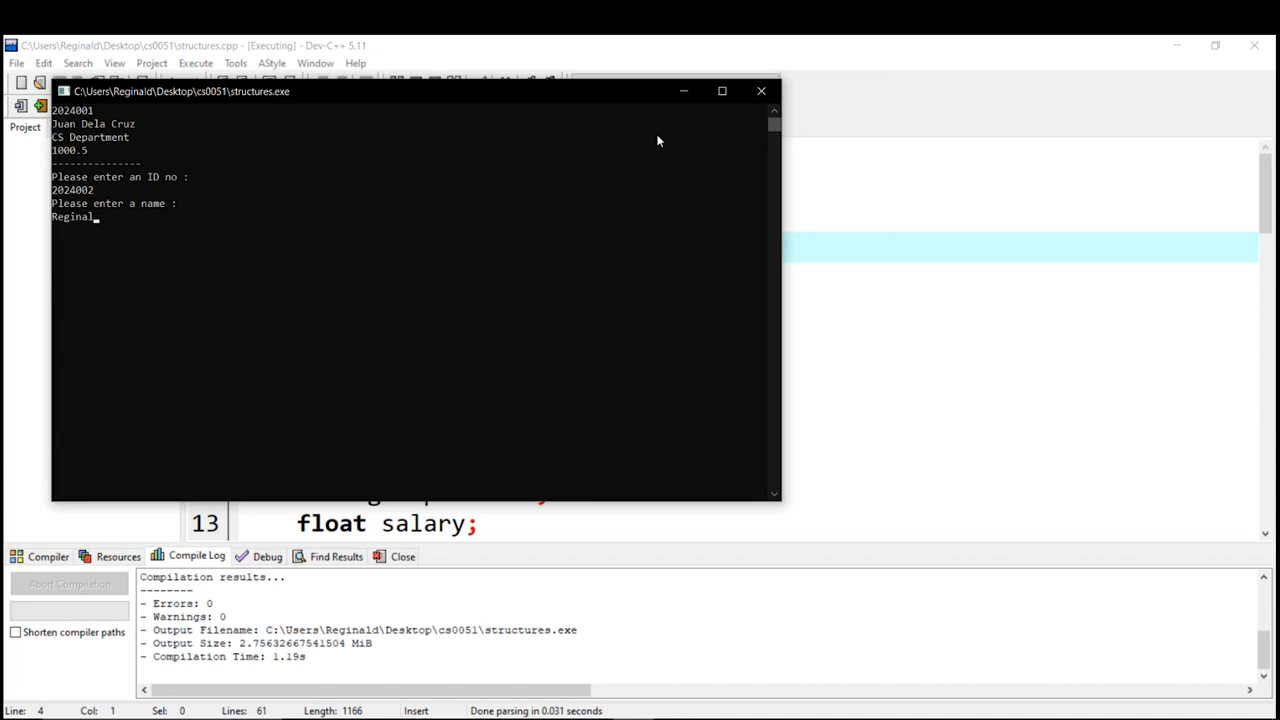 C:\Users\Reginald\Desktop\cs0051\structures.cpp - [Executing] - Dev-C++ 5.11
File Edit Search View Project Execute Tools AStyle Window Help
C:\Users\Reginald\Desktop\cs0051\structures.exe
Project
2024001
Juan Dela Cruz
CS Department
1000.5
---------------
Please enter an ID no :
2024002
Please enter a name :
Reginal
13 float salary;
Compiler Resources Compile Log Debug Find Results Close
Abort Compilation
Shorten compiler paths
Compilation results...
--------
- Errors: 0
- Warnings: 0
- Output Filename: C:\Users\Reginald\Desktop\cs0051\structures.exe
- Output Size: 2.75632667541504 MiB
- Compilation Time: 1.19s
Line: 4 Col: 1 Sel: 0 Lines: 61 Length: 1166 Insert Done parsing in 0.031 seconds